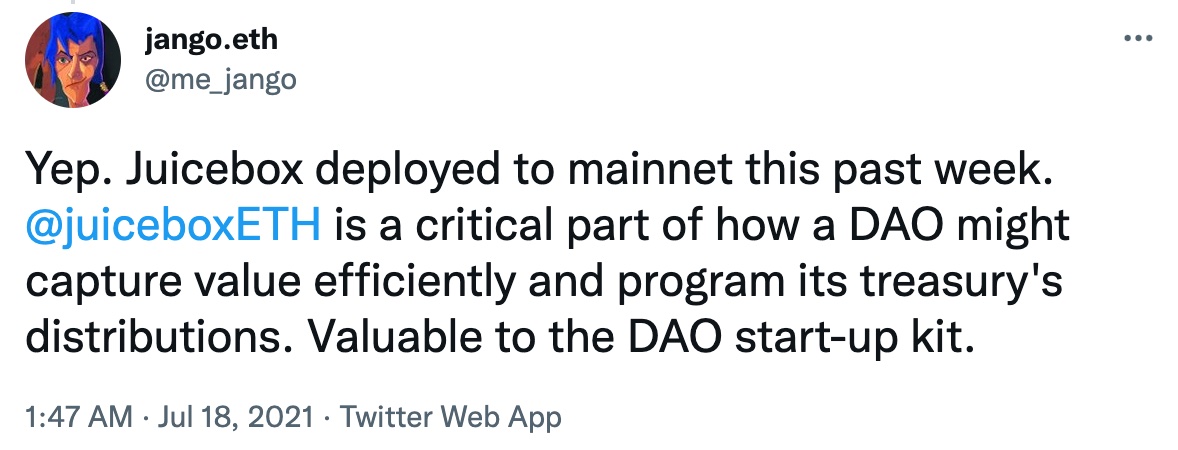 jango.eth
@me_jango
Yep. Juicebox deployed to mainnet this past week.
@juiceboxETH is a critical part of how a DAO might
capture value efficiently and program its treasury's
distributions. Valuable to the DAO start-up kit.
1:47 AM · Jul 18, 2021 · Twitter Web App